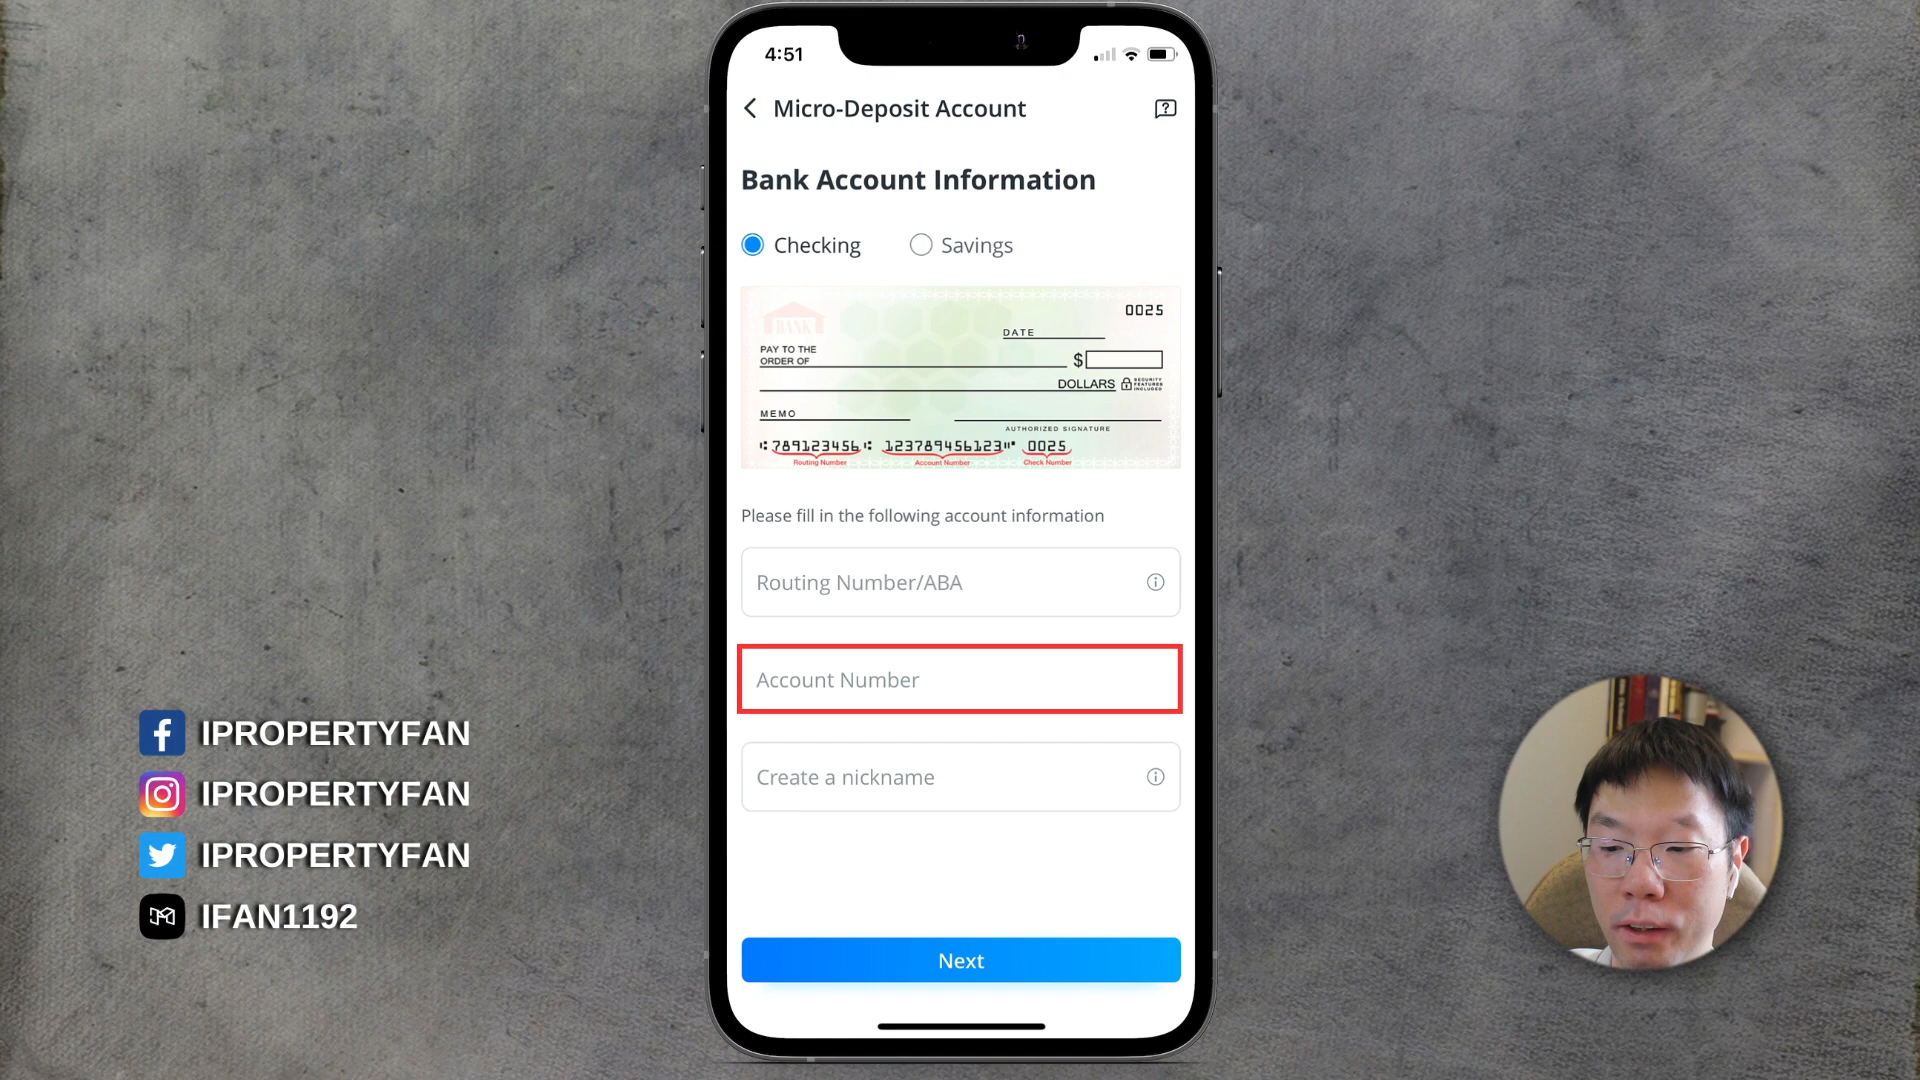 4:51
Micro-Deposit Account
Bank Account Information
Checking
Savings
0025
BANK
DATE
PAY TO THE
ORDER OF
$
DOLLARS
SECURITY
FEATURES
INCLUDED
MEMO
AUTHORIZED SIGNATURE
⑆789123456⑆ 123789456123⑈ 0025
Routing Number
Account Number
Check Number
Please fill in the following account information
Routing Number/ABA
Account Number
Create a nickname
Next
IPROPERTYFAN
IPROPERTYFAN
IPROPERTYFAN
IFAN1192